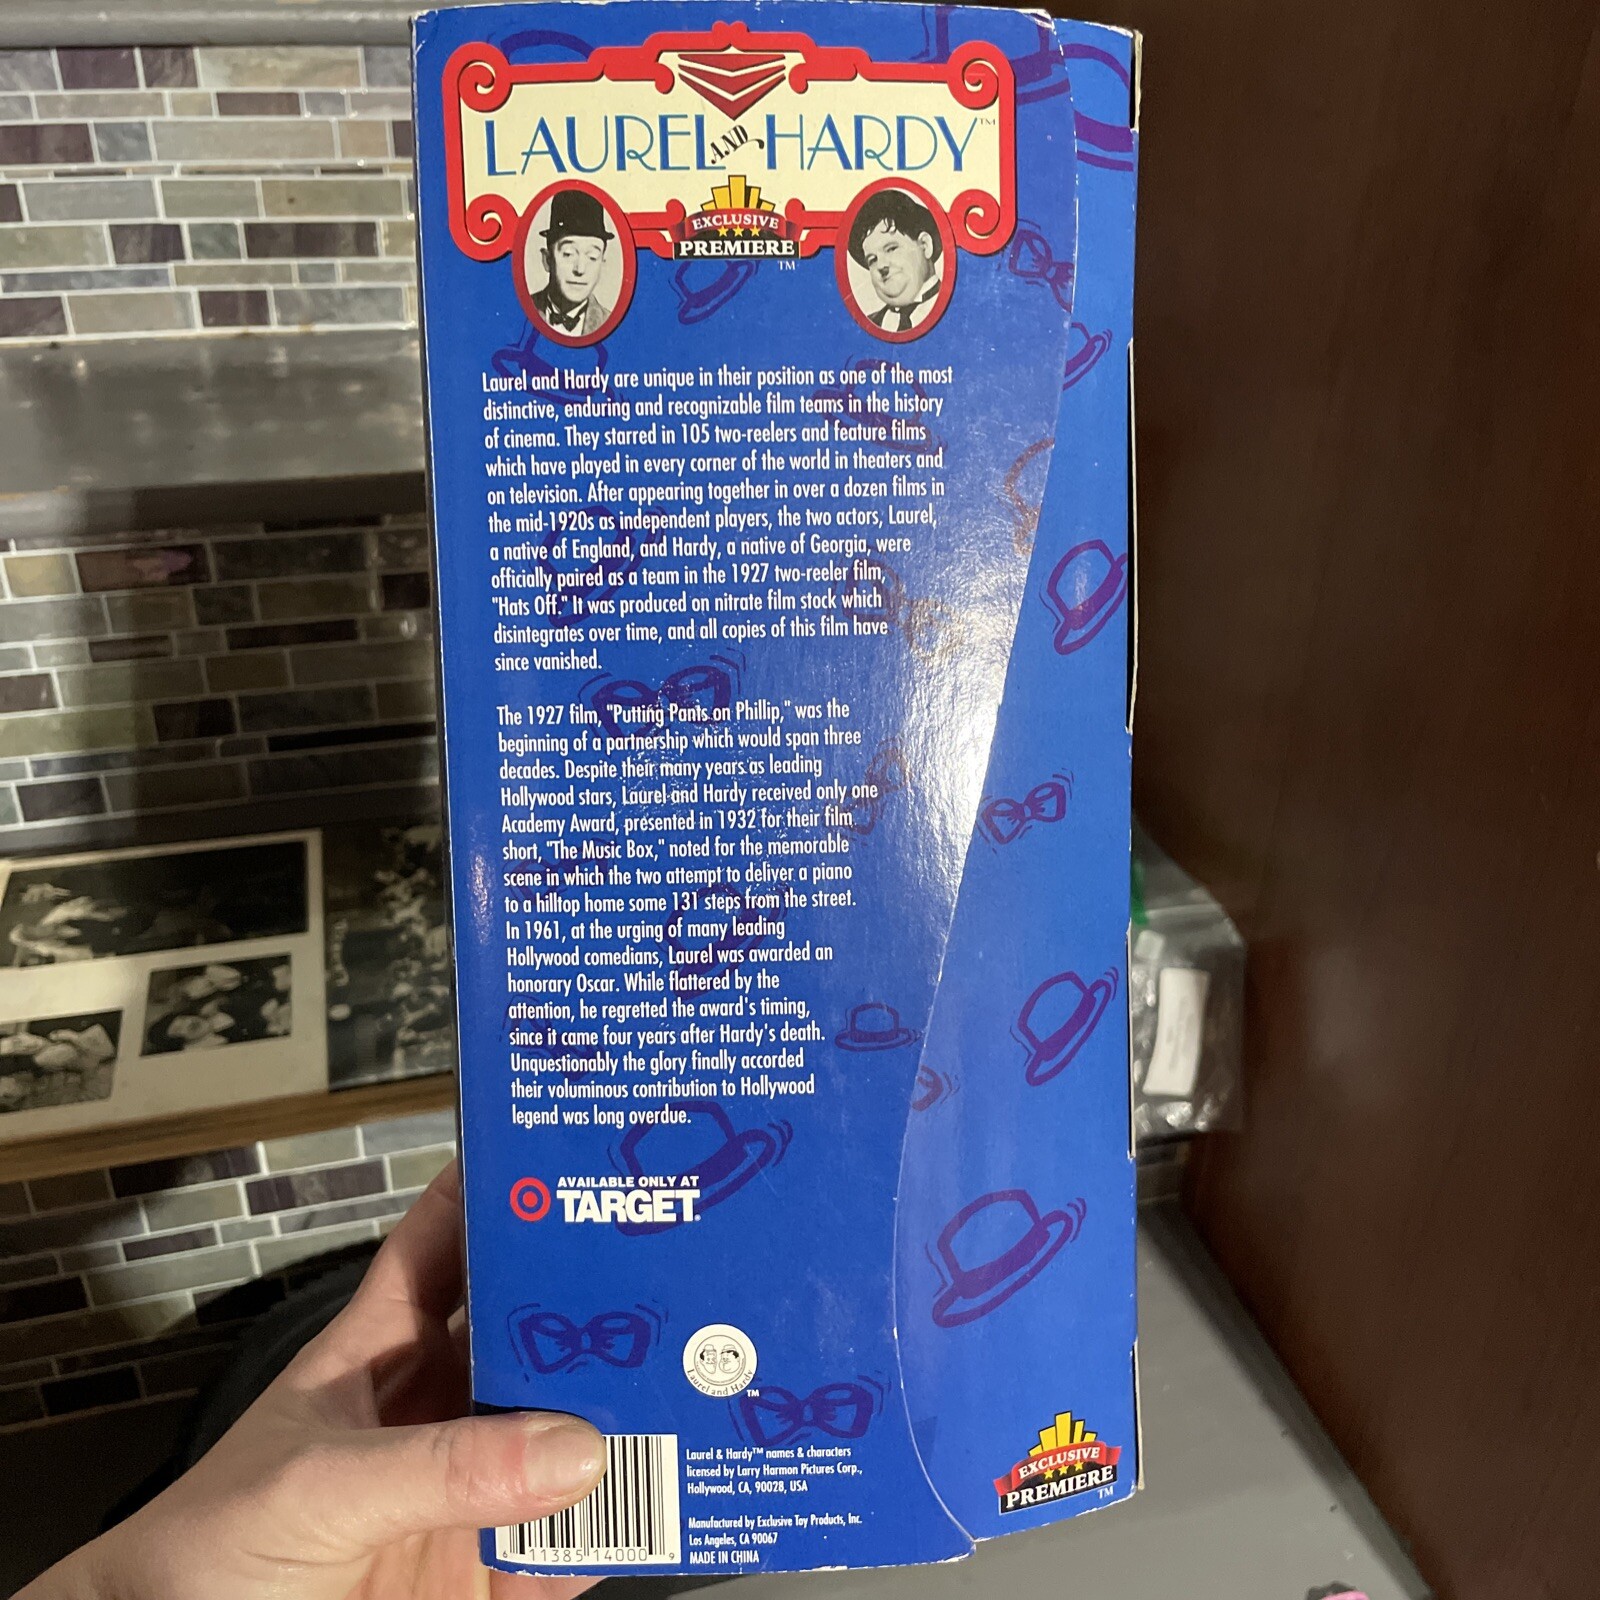 LAUREL AND HARDY™
EXCLUSIVE
PREMIERE
TM
Laurel and Hardy are unique in their position as one of the most
distinctive, enduring and recognizable film teams in the history
of cinema. They starred in 105 two-reelers and feature films
which have played in every corner of the world in theaters and
on television. After appearing together in over a dozen films in
the mid-1920s as independent players, the two actors, Laurel,
a native of England, and Hardy, a native of Georgia, were
officially paired as a team in the 1927 two-reeler film,
"Hats Off." It was produced on nitrate film stock which
disintegrates over time, and all copies of this film have
since vanished.
The 1927 film, "Putting Pants on Phillip," was the
beginning of a partnership which would span three
decades. Despite their many years as leading
Hollywood stars, Laurel and Hardy received only one
Academy Award, presented in 1932 for their film
short, "The Music Box," noted for the memorable
scene in which the two attempt to deliver a piano
to a hilltop home some 131 steps from the street.
In 1961, at the urging of many leading
Hollywood comedians, Laurel was awarded an
honorary Oscar. While flattered by the
attention, he regretted the award's timing,
since it came four years after Hardy's death.
Unquestionably the glory finally accorded
their voluminous contribution to Hollywood
legend was long overdue.
AVAILABLE ONLY AT
TARGET.
Laurel and Hardy
TM
Laurel & Hardy™ names & characters
licensed by Larry Harmon Pictures Corp.,
Hollywood, CA, 90028, USA
Manufactured by Exclusive Toy Products, Inc.
Los Angeles, CA 90067
MADE IN CHINA
6 11385 14000 9
EXCLUSIVE
PREMIERE
TM